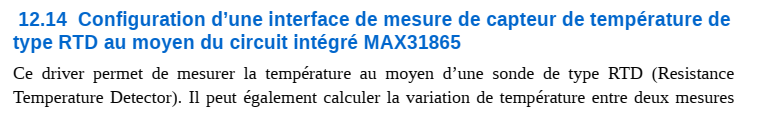 12.14 Configuration d’une interface de mesure de capteur de température de
type RTD au moyen du circuit intégré MAX31865
Ce driver permet de mesurer la température au moyen d’une sonde de type RTD (Resistance
Temperature Detector). Il peut également calculer la variation de température entre deux mesures